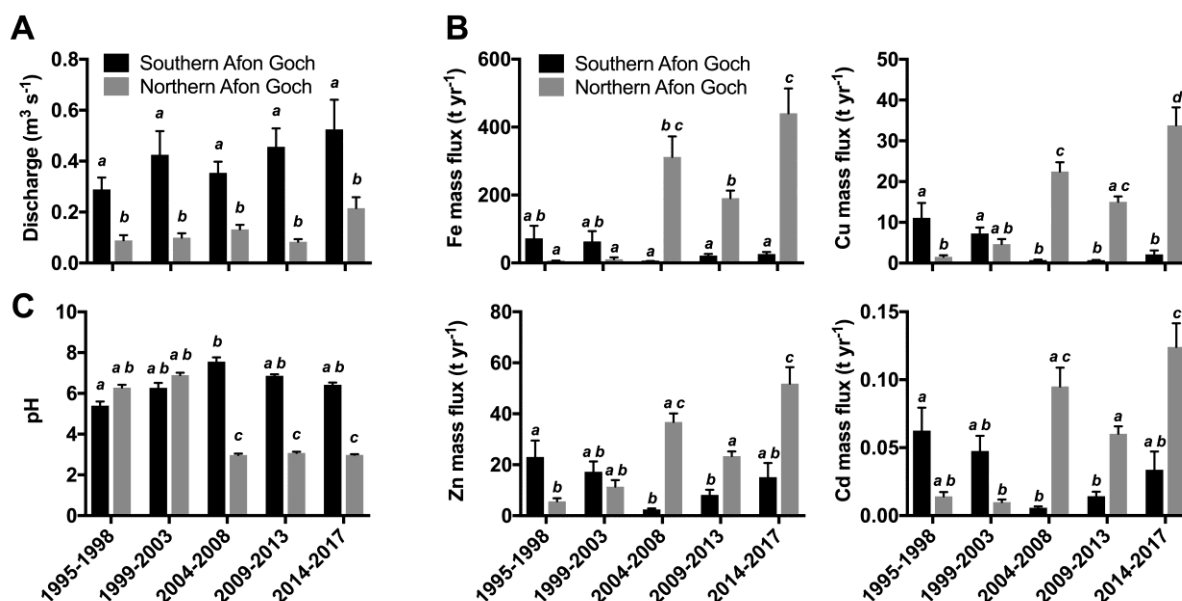 A
Southern Afon Goch
Northern Afon Goch
Discharge (m³ s⁻¹)
0.8
0.6
0.4
0.2
0.0
a
b
a
b
a
b
a
b
a
b
B
Southern Afon Goch
Northern Afon Goch
Fe mass flux (t yr⁻¹)
600
400
200
0
a b
a
a b
a
a
b c
a
b
a
c
Cu mass flux (t yr⁻¹)
50
40
30
20
10
0
a
b
a
a b
b
c
b
a c
b
d
C
pH
10
8
6
4
2
0
a
a b
a b
a b
b
c
a b
c
a b
c
1995-1998
1999-2003
2004-2008
2009-2013
2014-2017
Zn mass flux (t yr⁻¹)
80
60
40
20
0
a
b
a b
a b
b
a c
b
a
a b
c
1995-1998
1999-2003
2004-2008
2009-2013
2014-2017
Cd mass flux (t yr⁻¹)
0.15
0.10
0.05
0.00
a
a b
a b
b
b
a c
b
a
a b
c
1995-1998
1999-2003
2004-2008
2009-2013
2014-2017